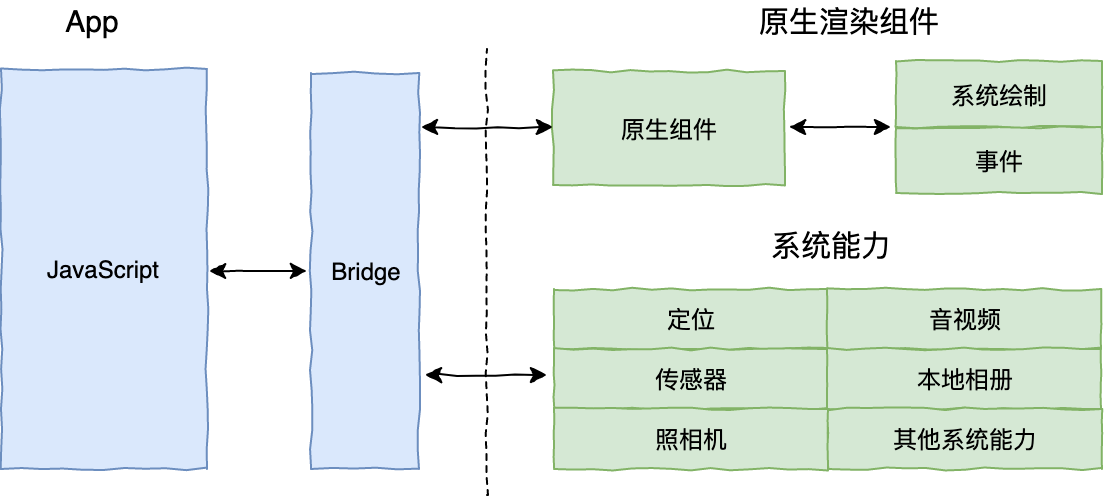 App
原生渲染组件
JavaScript
Bridge
原生组件
系统绘制
事件
系统能力
定位
音视频
传感器
本地相册
照相机
其他系统能力